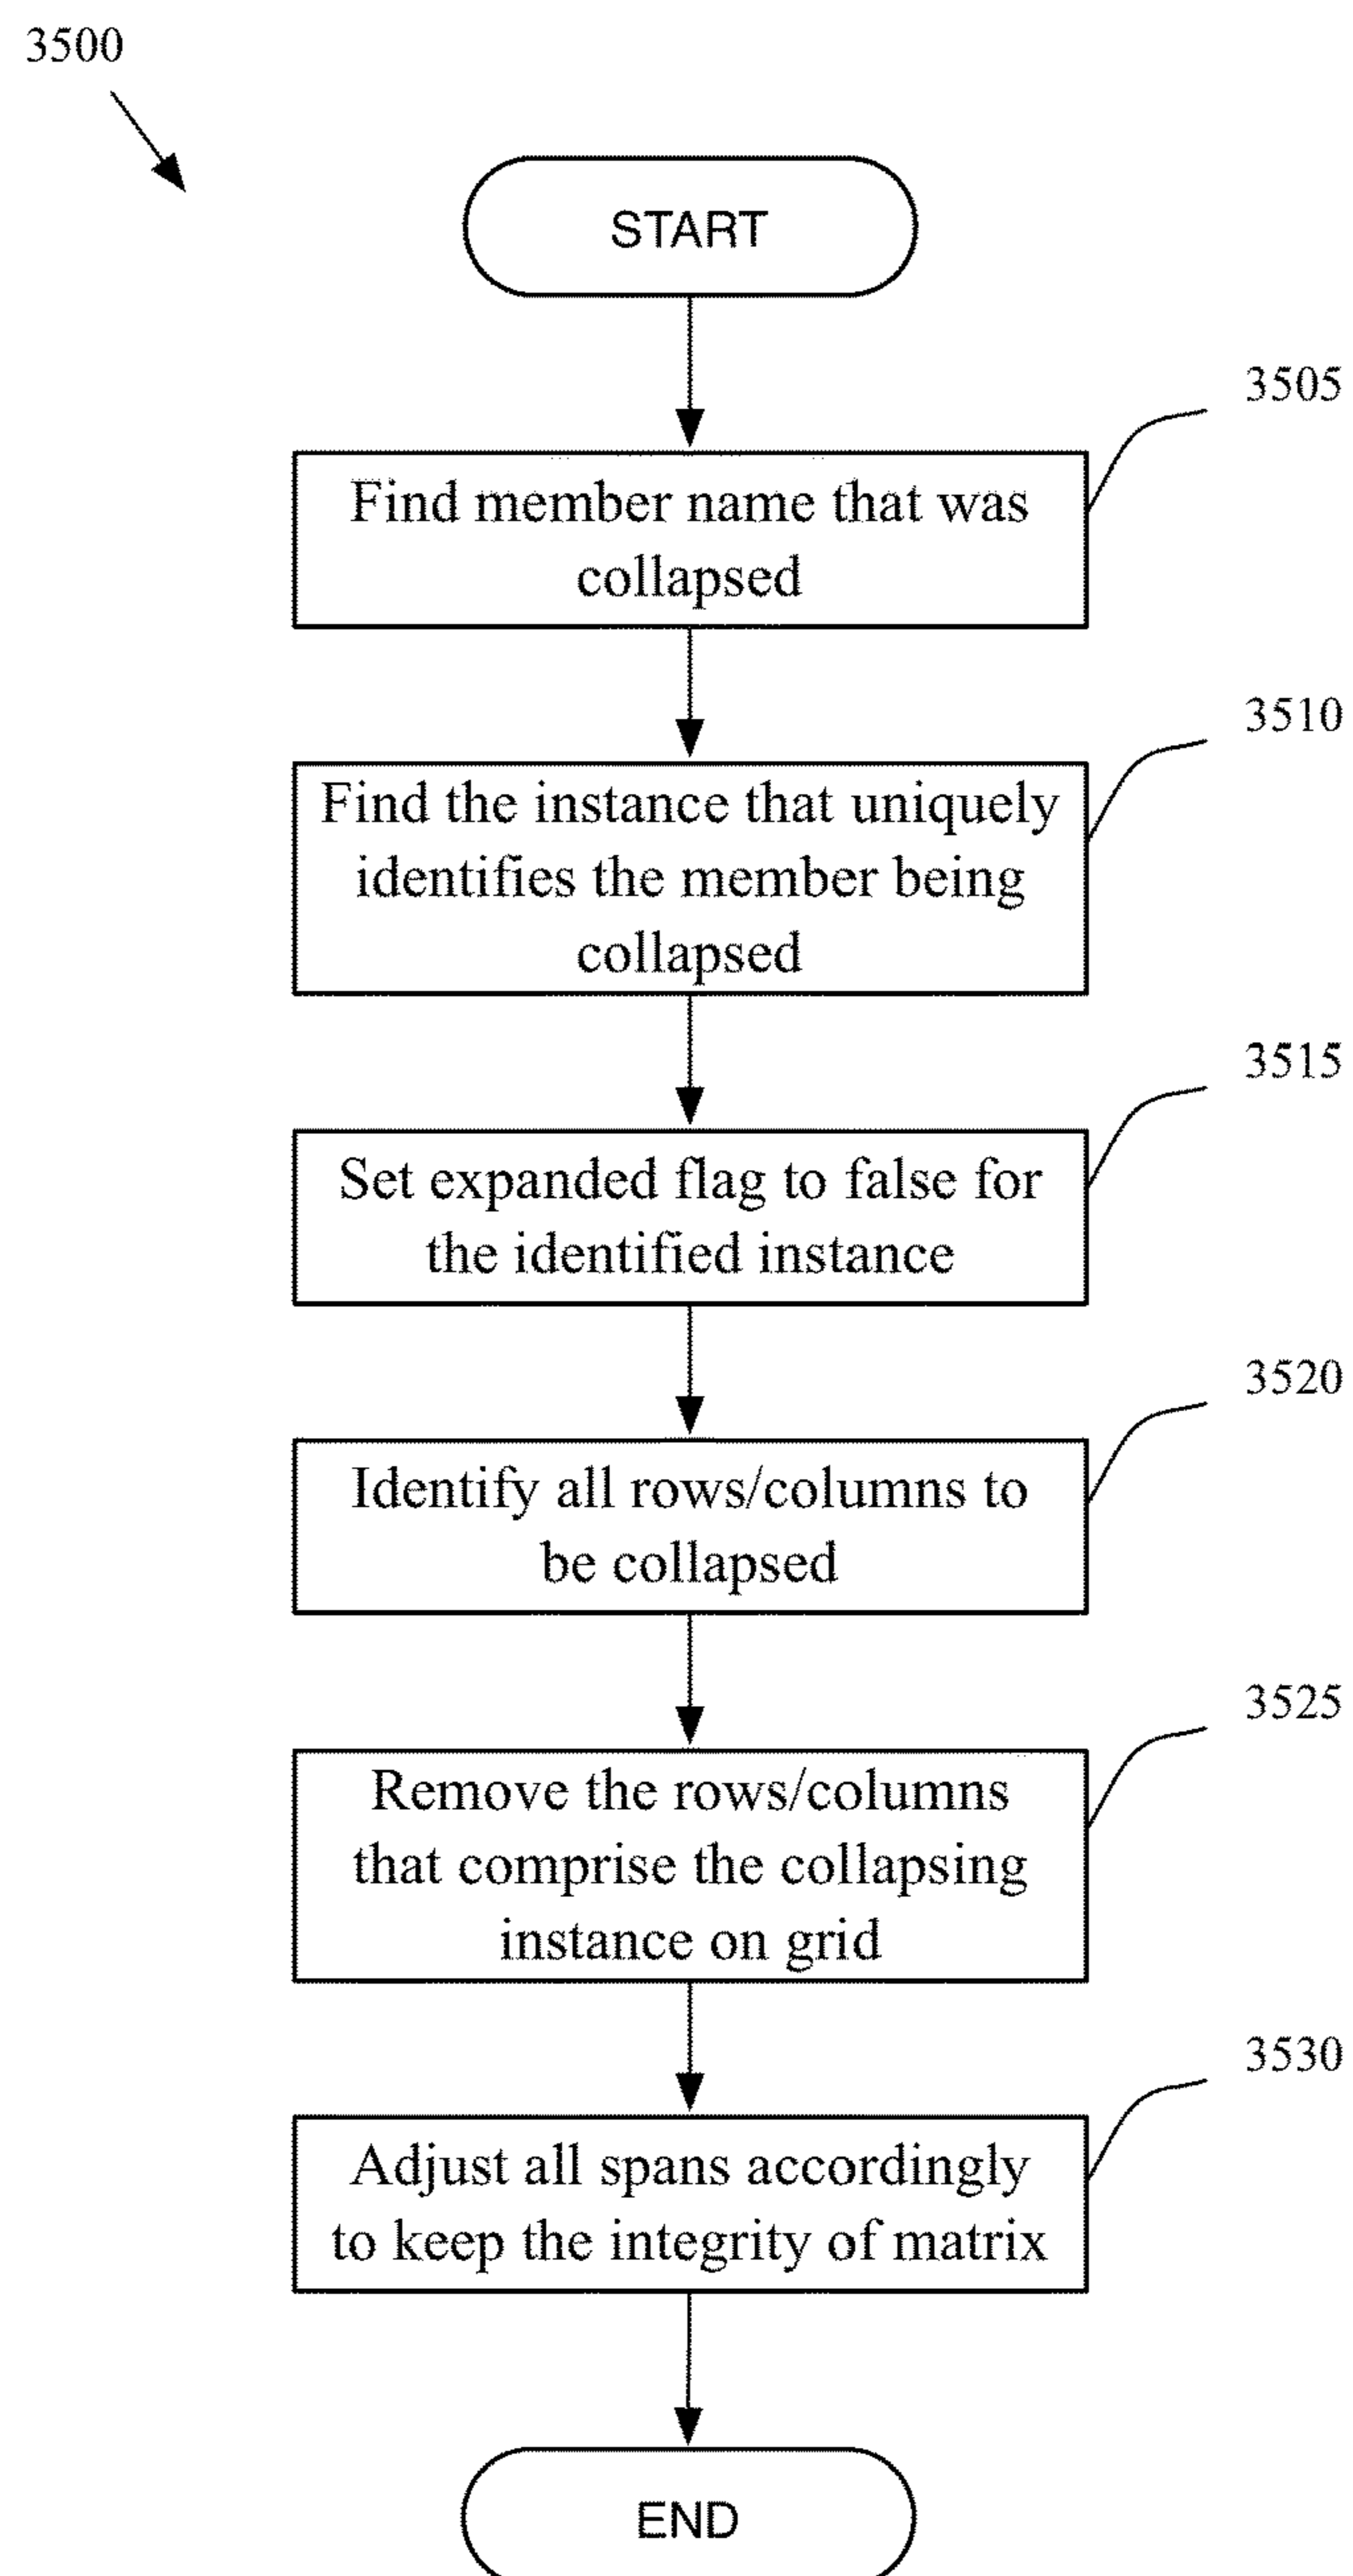 3500
START
3505
Find member name that was
collapsed
3510
Find the instance that uniquely
identifies the member being
collapsed
3515
Set expanded flag to false for
the identified instance
3520
Identify all rows/columns to
be collapsed
3525
Remove the rows/columns
that comprise the collapsing
instance on grid
3530
Adjust all spans accordingly
to keep the integrity of matrix
END